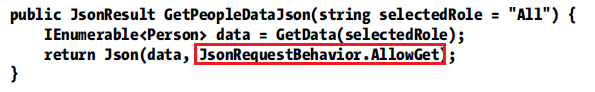 public JsonResult GetPeopleDataJson(string selectedRole = "All") {
IEnumerable<Person> data = GetData(selectedRole);
return Json(data, JsonRequestBehavior.AllowGet);
}